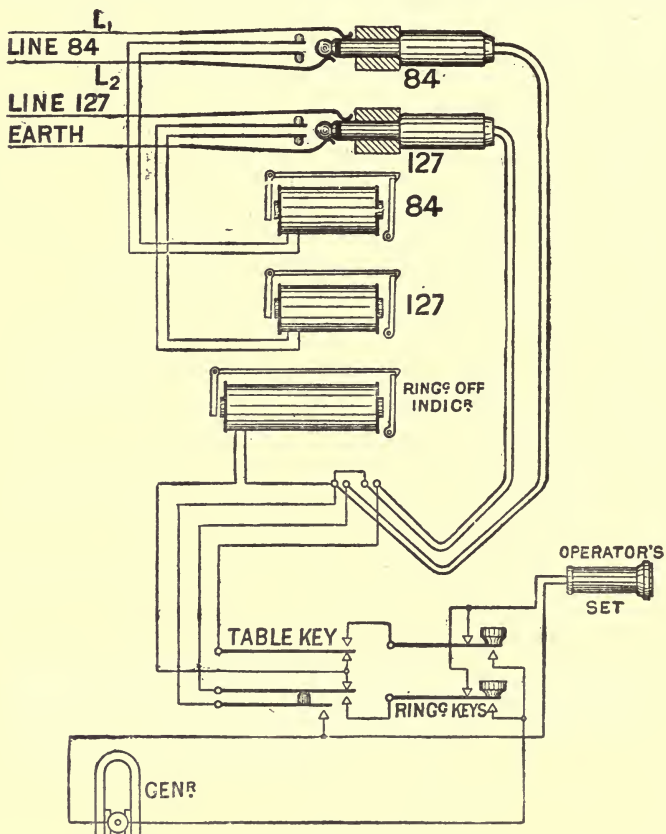 L1
LINE 84
L2
84
LINE 127
EARTH
127
84
127
RINGG OFF
INDICR
OPERATOR'S
SET
TABLE KEY
RINGG KEYS
GENR